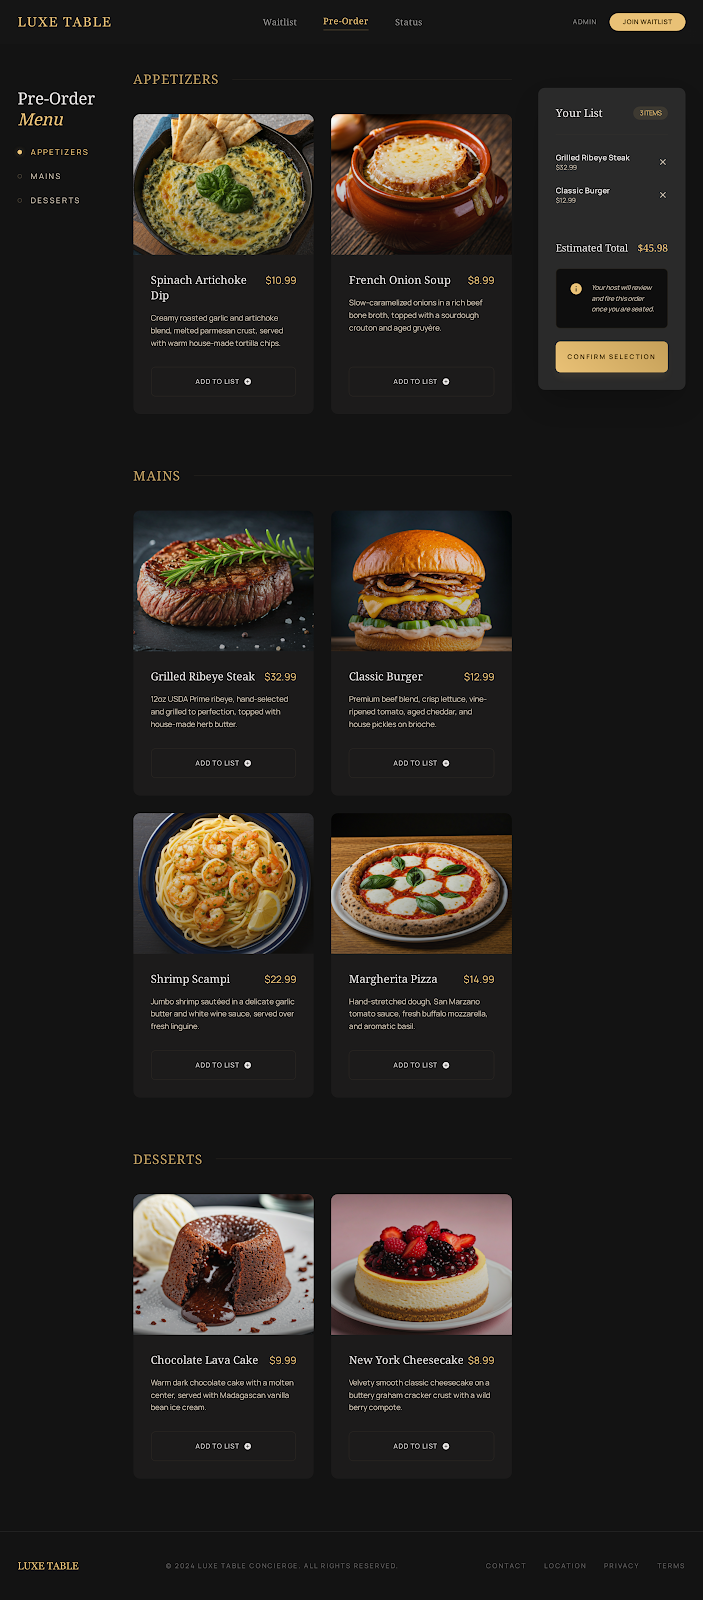 LUXE TABLE
Waitlist
Pre-Order
Status
ADMIN
JOIN WAITLIST
Pre-Order
Menu
APPETIZERS
MAINS
DESSERTS
APPETIZERS
Spinach Artichoke
Dip
$10.99
Creamy roasted garlic and artichoke
blend, melted parmesan crust, served
with warm house-made tortilla chips.
ADD TO LIST
French Onion Soup
$8.99
Slow-caramelized onions in a rich beef
bone broth, topped with a sourdough
crouton and aged gruyère.
ADD TO LIST
Your List
3 ITEMS
Grilled Ribeye Steak
$32.99
Classic Burger
$12.99
Estimated Total
$45.98
Your host will review
and fire this order
once you are seated.
CONFIRM SELECTION
MAINS
Grilled Ribeye Steak
$32.99
12oz USDA Prime ribeye, hand-selected
and grilled to perfection, topped with
house-made herb butter.
ADD TO LIST
Classic Burger
$12.99
Premium beef blend, crisp lettuce, vine-
ripened tomato, aged cheddar, and
house pickles on brioche.
ADD TO LIST
Shrimp Scampi
$22.99
Jumbo shrimp sautéed in a delicate garlic
butter and white wine sauce, served over
fresh linguine.
ADD TO LIST
Margherita Pizza
$14.99
Hand-stretched dough, San Marzano
tomato sauce, fresh buffalo mozzarella,
and aromatic basil.
ADD TO LIST
DESSERTS
Chocolate Lava Cake
$9.99
Warm dark chocolate cake with a molten
center, served with Madagascan vanilla
bean ice cream.
ADD TO LIST
New York Cheesecake
$8.99
Velvety smooth classic cheesecake on a
buttery graham cracker crust with a wild
berry compote.
ADD TO LIST
LUXE TABLE
© 2024 LUXE TABLE CONCIERGE. ALL RIGHTS RESERVED.
CONTACT
LOCATION
PRIVACY
TERMS